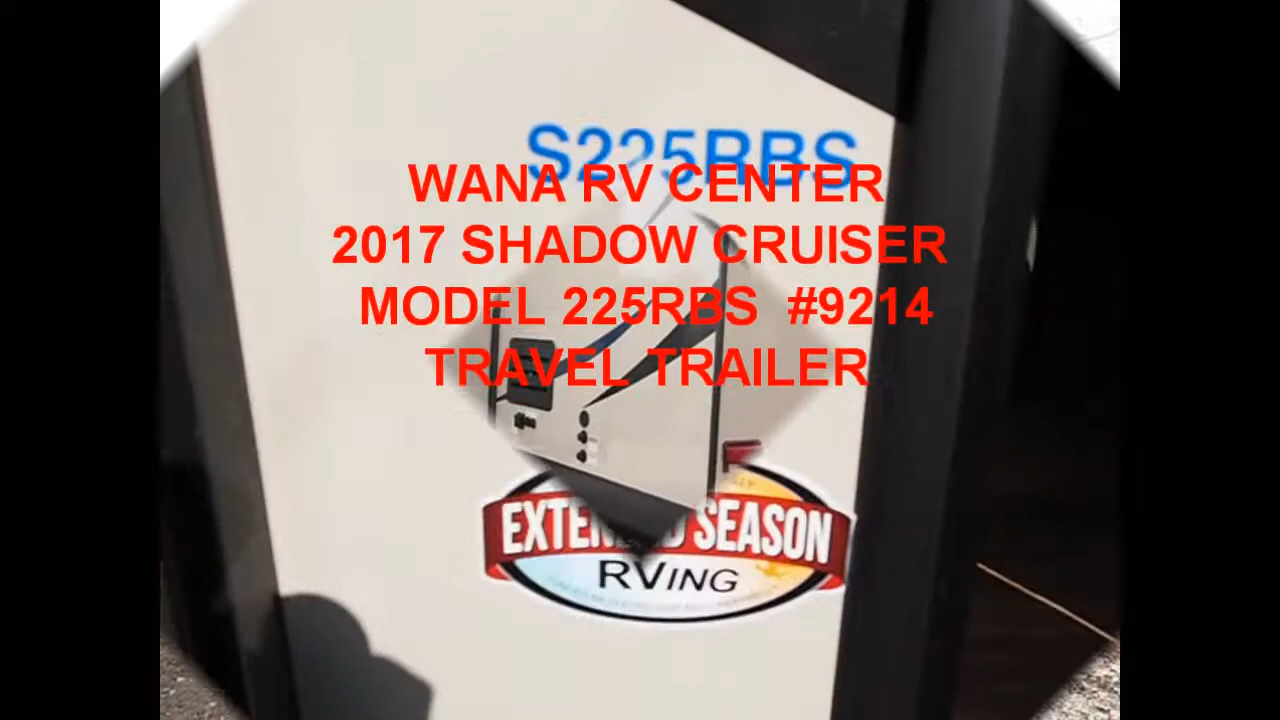 S225RBS
WANA RV CENTER
2017 SHADOW CRUISER
MODEL 225RBS #9214
TRAVEL TRAILER
SEASON
RVING